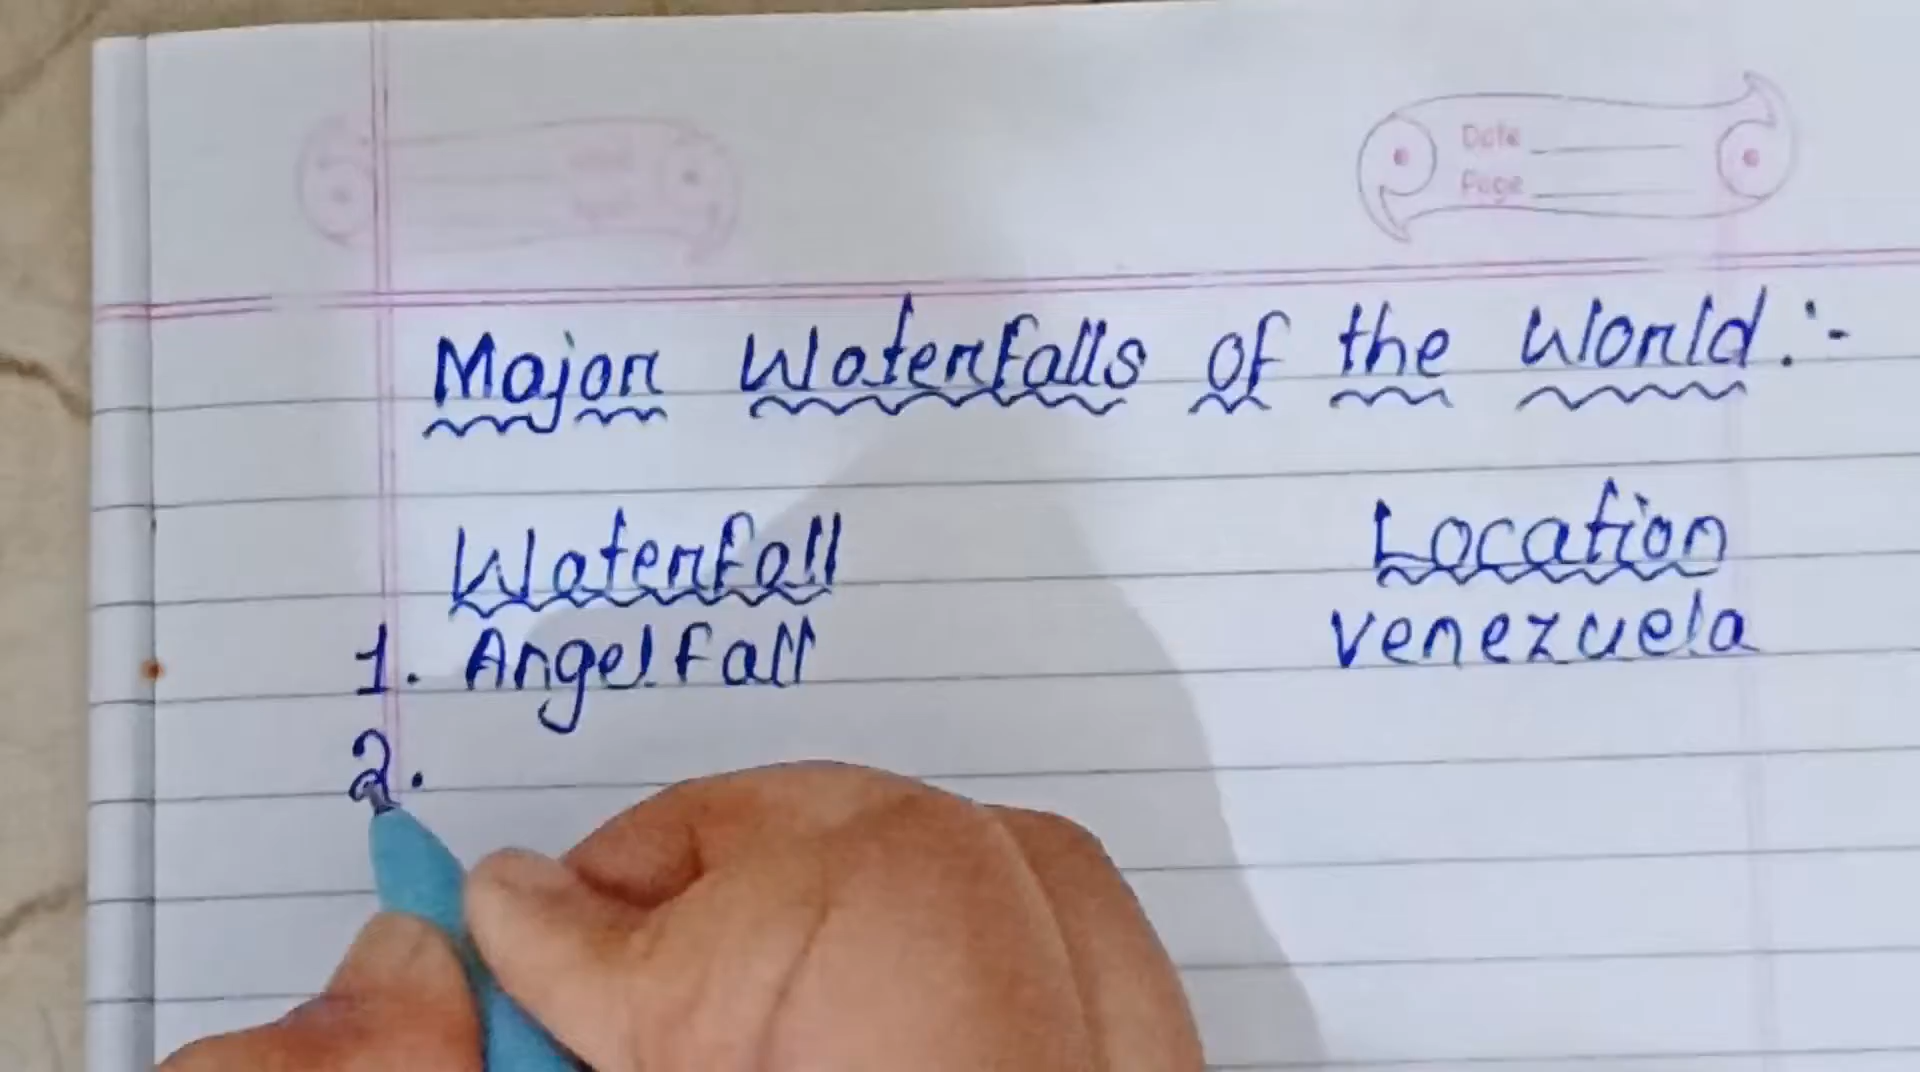 Date
Page
Major Waterfalls of the World :-
Waterfall Location
1. Angel Fall Venezuela
2.